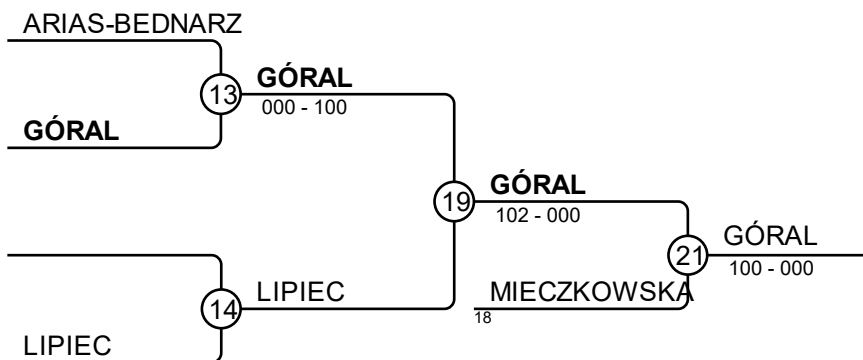 ARIAS-BEDNARZ
13
GÓRAL
000 - 100
GÓRAL
19
GÓRAL
102 - 000
21
GÓRAL
100 - 000
14
LIPIEC
MIECZKOWSKA
18
LIPIEC